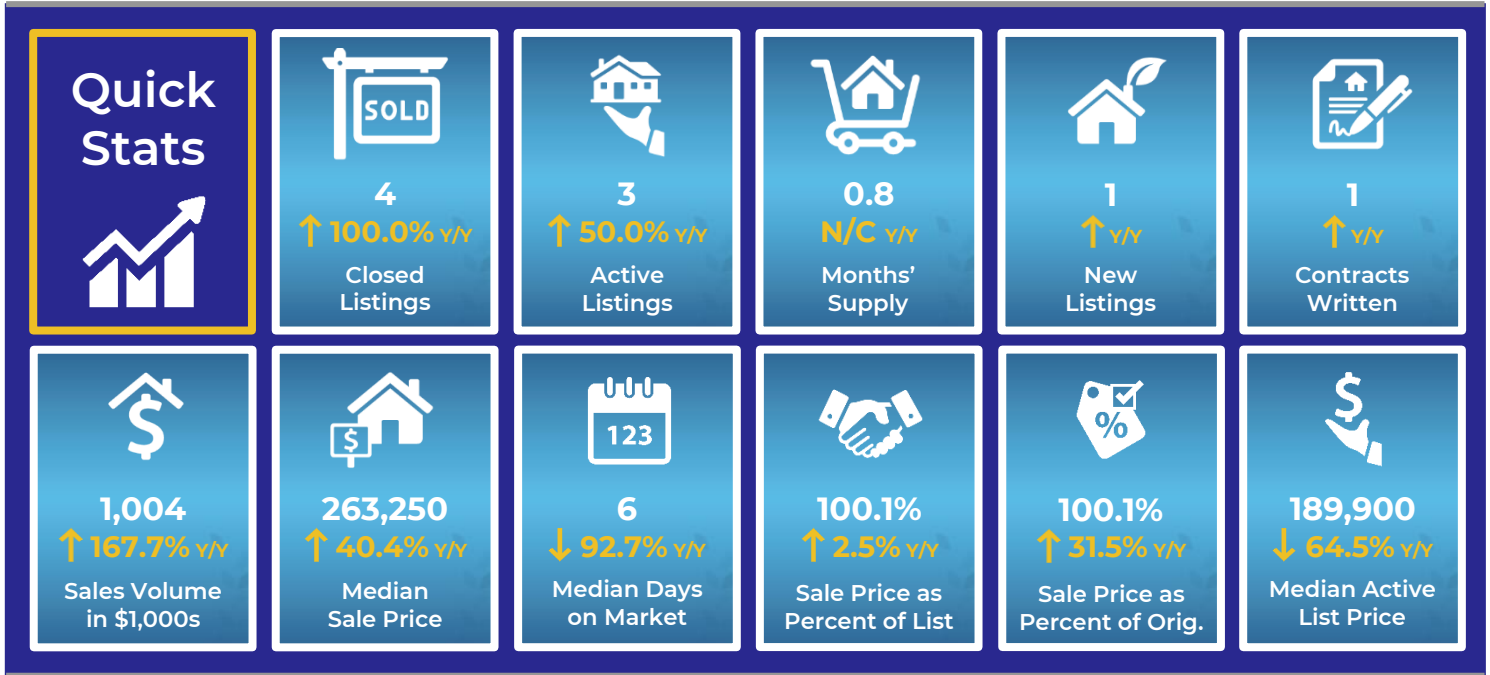 Quick
Stats
SOLD
4
↑ 100.0% Y/Y
Closed
Listings
3
↑ 50.0% Y/Y
Active
Listings
0.8
N/C Y/Y
Months’
Supply
1
↑ Y/Y
New
Listings
1
↑ Y/Y
Contracts
Written
$
1,004
↑ 167.7% Y/Y
Sales Volume
in $1,000s
$
263,250
↑ 40.4% Y/Y
Median
Sale Price
123
6
↓ 92.7% Y/Y
Median Days
on Market
100.1%
↑ 2.5% Y/Y
Sale Price as
Percent of List
%
100.1%
↑ 31.5% Y/Y
Sale Price as
Percent of Orig.
$
189,900
↓ 64.5% Y/Y
Median Active
List Price